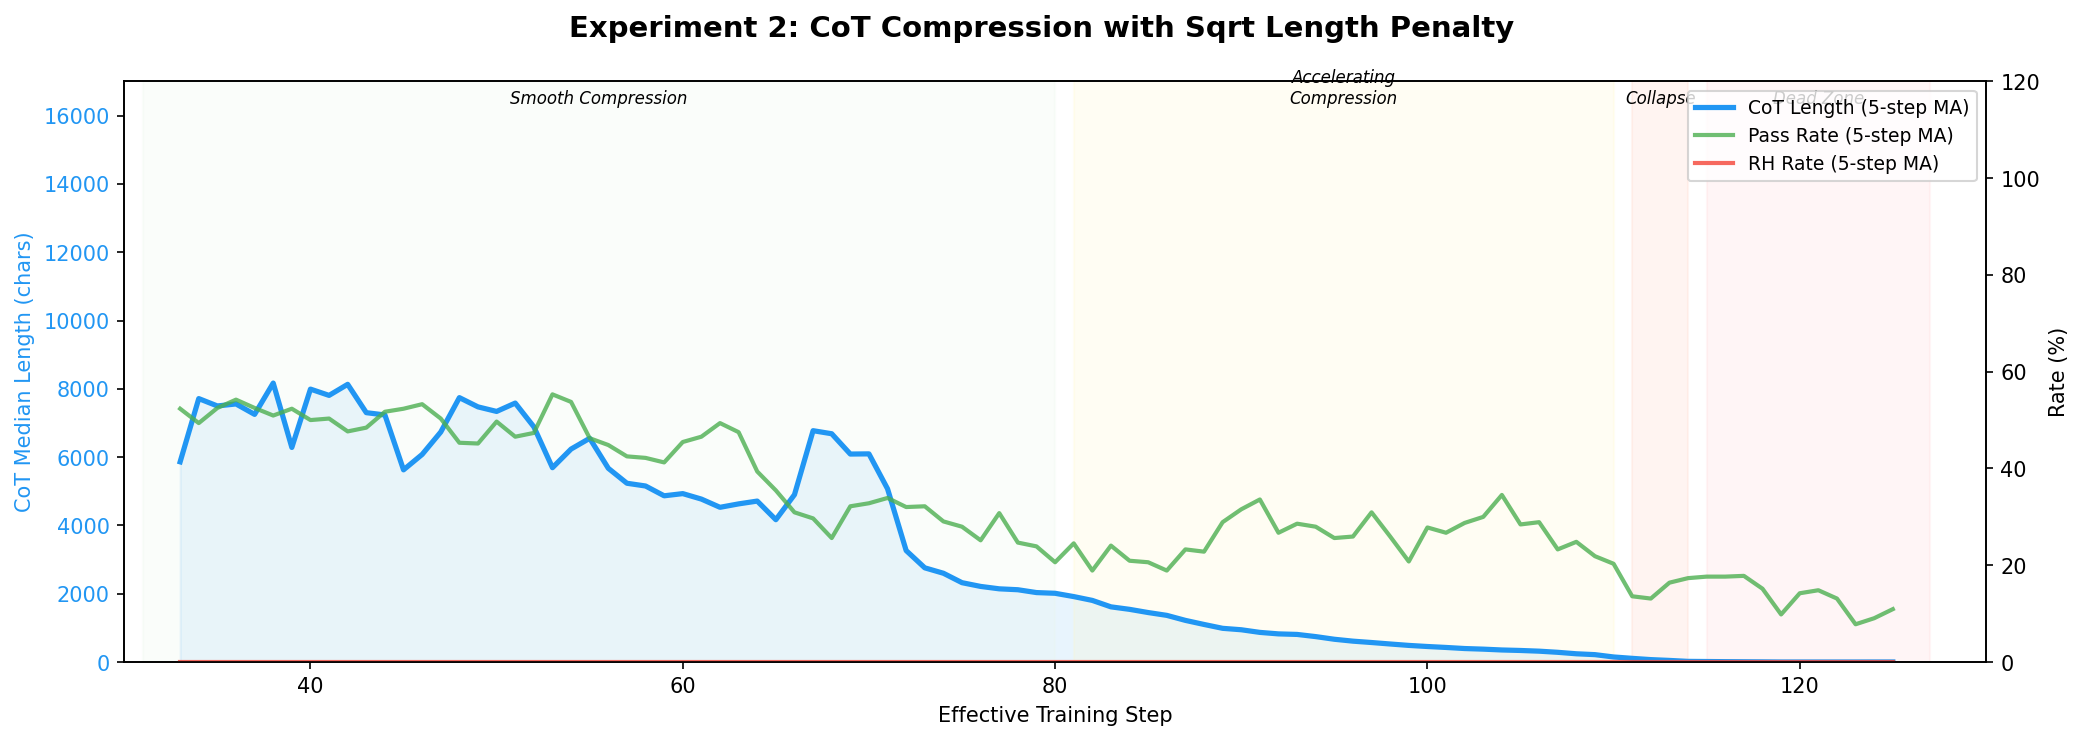 Experiment 2: CoT Compression with Sqrt Length Penalty
Smooth Compression
Accelerating
Compression
Collapse
Dead Zone
CoT Length (5-step MA)
Pass Rate (5-step MA)
RH Rate (5-step MA)
CoT Median Length (chars)
16000
14000
12000
10000
8000
6000
4000
2000
0
120
100
80
60
40
20
0
Rate (%)
40
60
80
100
120
Effective Training Step